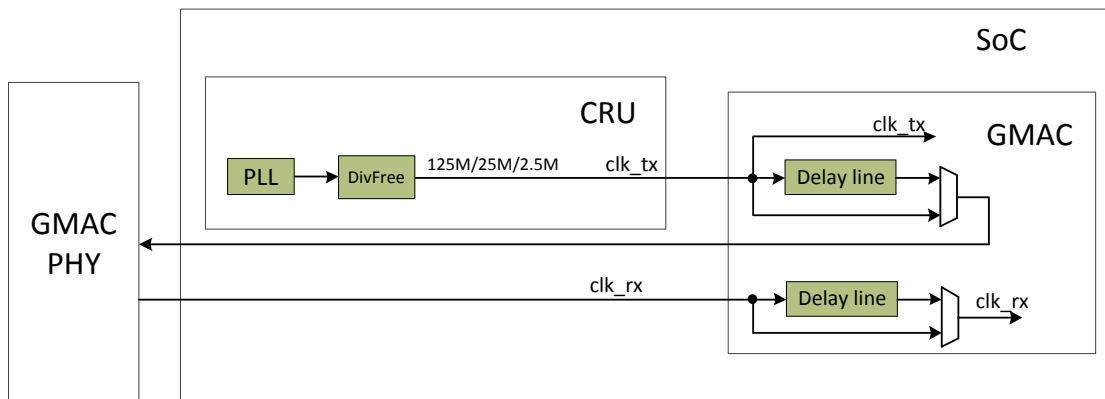 SoC
CRU
GMAC
clk_tx
PLL
DivFree
125M/25M/2.5M
clk_tx
Delay line
GMAC
PHY
clk_rx
Delay line
clk_rx